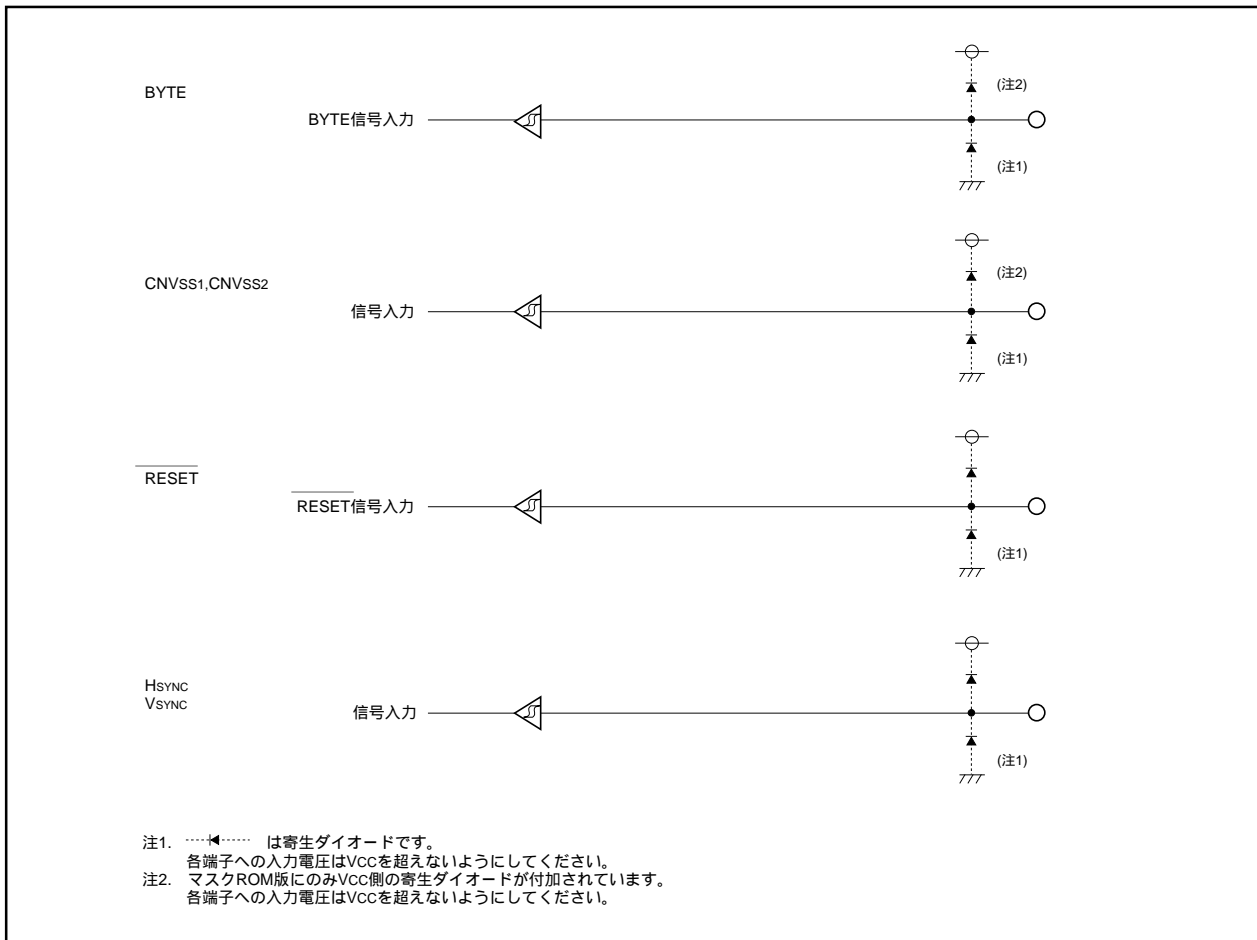 BYTE
BYTE信号入力
(注2)
(注1)
CNVSS1,CNVSS2
信号入力
(注2)
(注1)
RESET
RESET信号入力
(注1)
HSYNC
VSYNC
信号入力
(注1)
注1. は寄生ダイオードです。
各端子への入力電圧はVCCを超えないようにしてください。
注2. マスクROM版にのみVCC側の寄生ダイオードが付加されています。
各端子への入力電圧はVCCを超えないようにしてください。